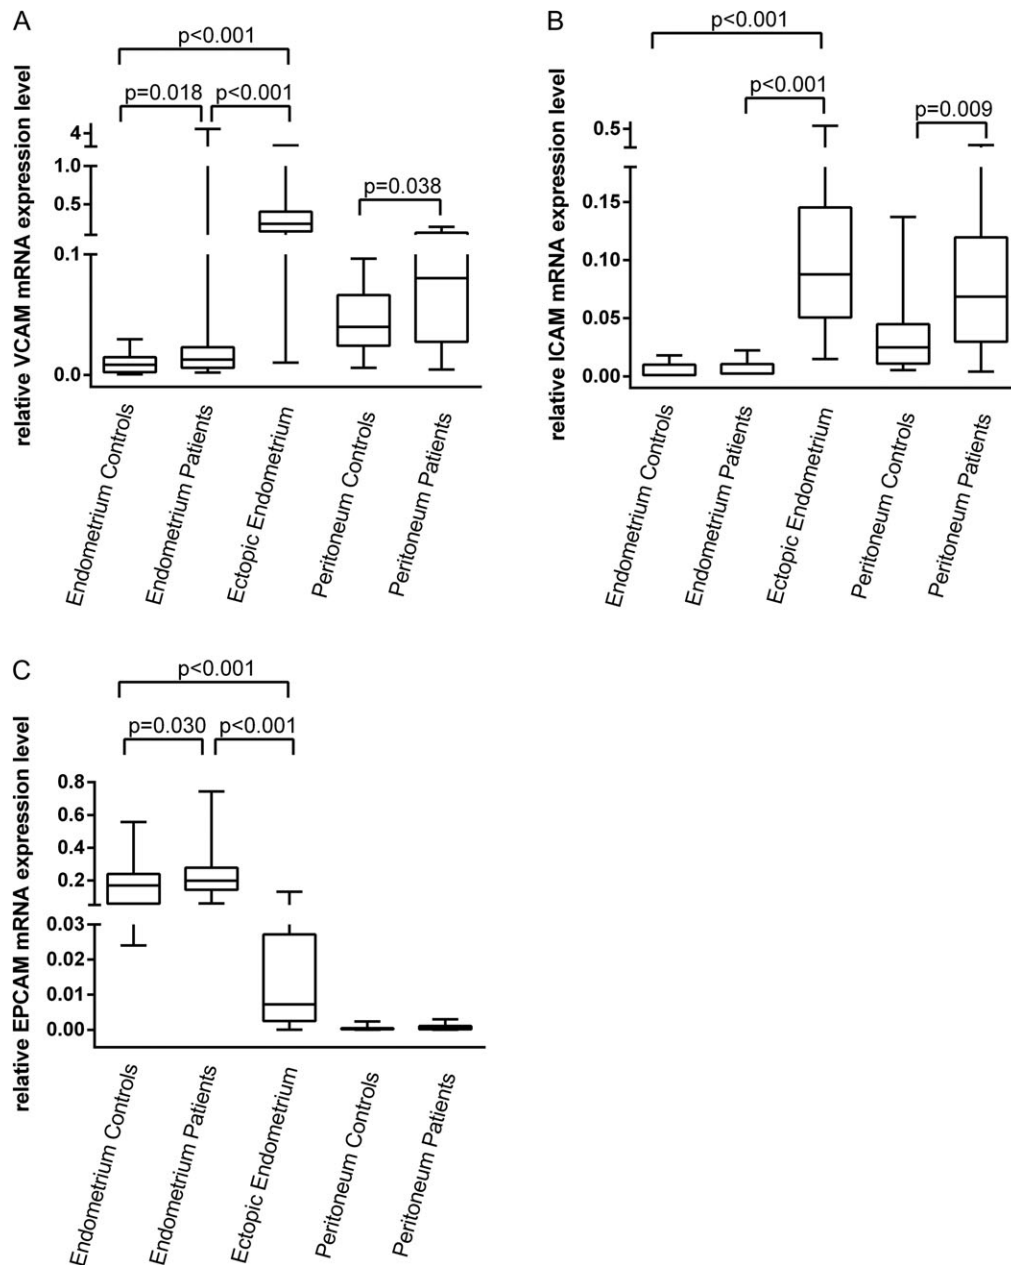 A
relative VCAM mRNA expression level
p<0.001
p=0.018
p<0.001
p=0.038
4
1.0
0.5
0.1
0.0
Endometrium Controls
Endometrium Patients
Ectopic Endometrium
Peritoneum Controls
Peritoneum Patients
B
relative ICAM mRNA expression level
p<0.001
p<0.001
p=0.009
0.5
0.15
0.10
0.05
0.00
Endometrium Controls
Endometrium Patients
Ectopic Endometrium
Peritoneum Controls
Peritoneum Patients
C
relative EPCAM mRNA expression level
p<0.001
p=0.030
p<0.001
0.8
0.6
0.4
0.2
0.03
0.02
0.01
0.00
Endometrium Controls
Endometrium Patients
Ectopic Endometrium
Peritoneum Controls
Peritoneum Patients